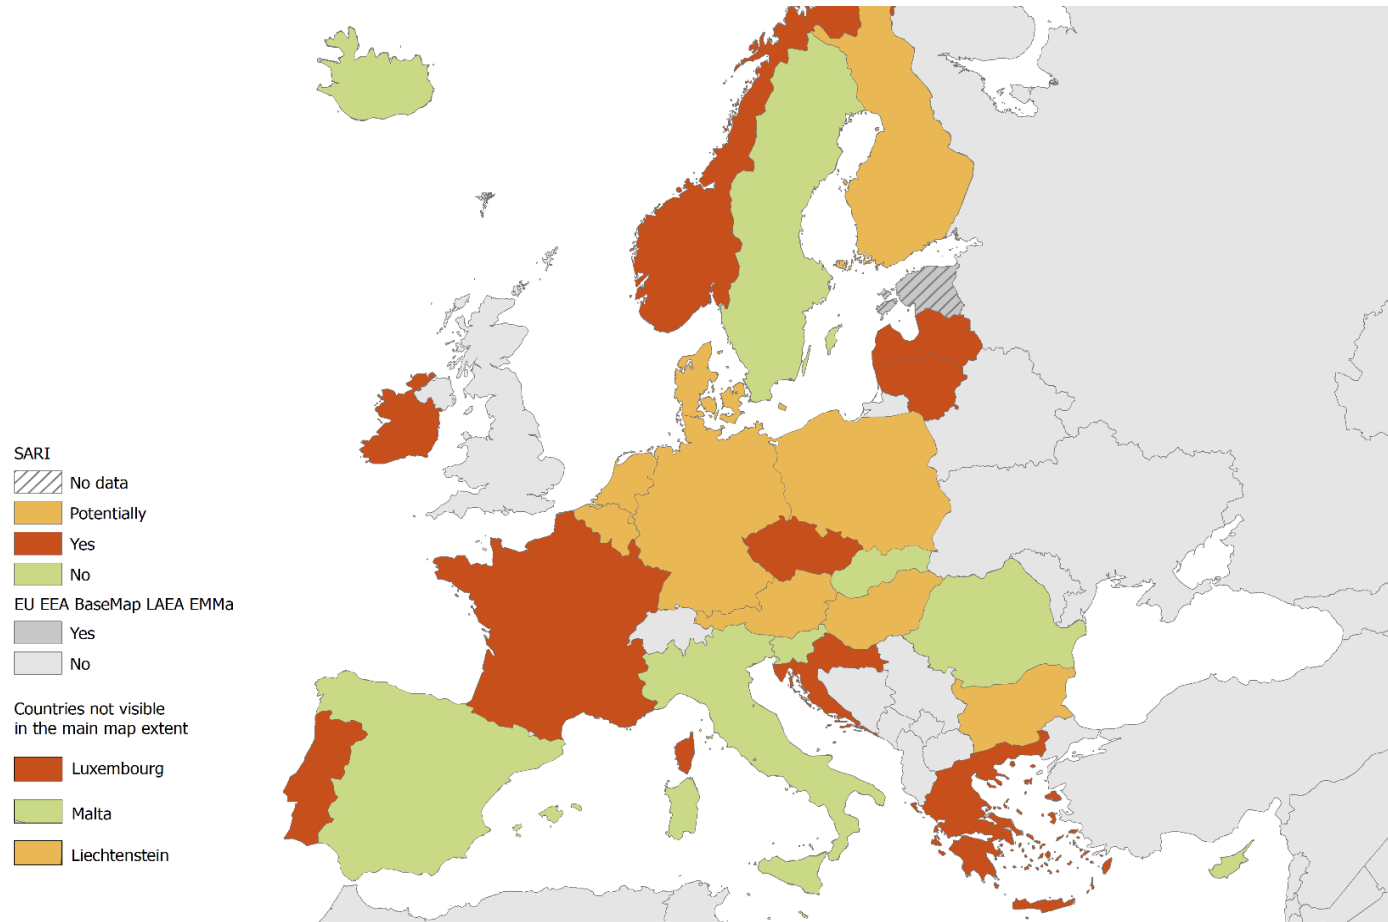 SARI
No data
Potentially
Yes
No
EU EEA BaseMap LAEA EMMa
Yes
No
Countries not visible
in the main map extent
Luxembourg
Malta
Liechtenstein